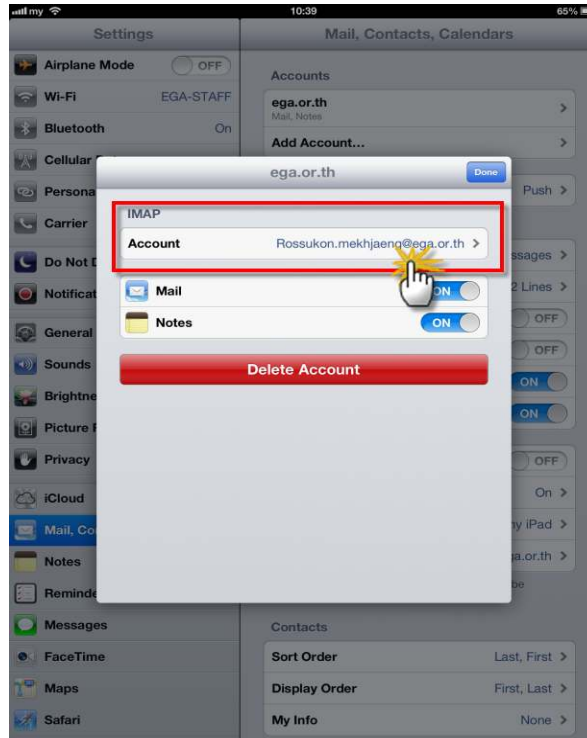 my 10:39 65%
Settings
Mail, Contacts, Calendars
Airplane Mode OFF
Wi-Fi EGA-STAFF
Bluetooth On
Cellular
Persona
Carrier
Do Not D
Notificat
General
Sounds
Brightne
Picture F
Privacy
iCloud
Mail, Co
Notes
Reminde
Messages
FaceTime
Maps
Safari
Accounts
ega.or.th
Mail, Notes
Add Account...
Push
ssages
2 Lines
OFF
OFF
ON
ON
OFF
On
ny iPad
ga.or.th
be
ega.or.th Done
IMAP
Account Rossukon.mekhjaeng@ega.or.th
Mail ON
Notes ON
Delete Account
Contacts
Sort Order Last, First
Display Order First, Last
My Info None